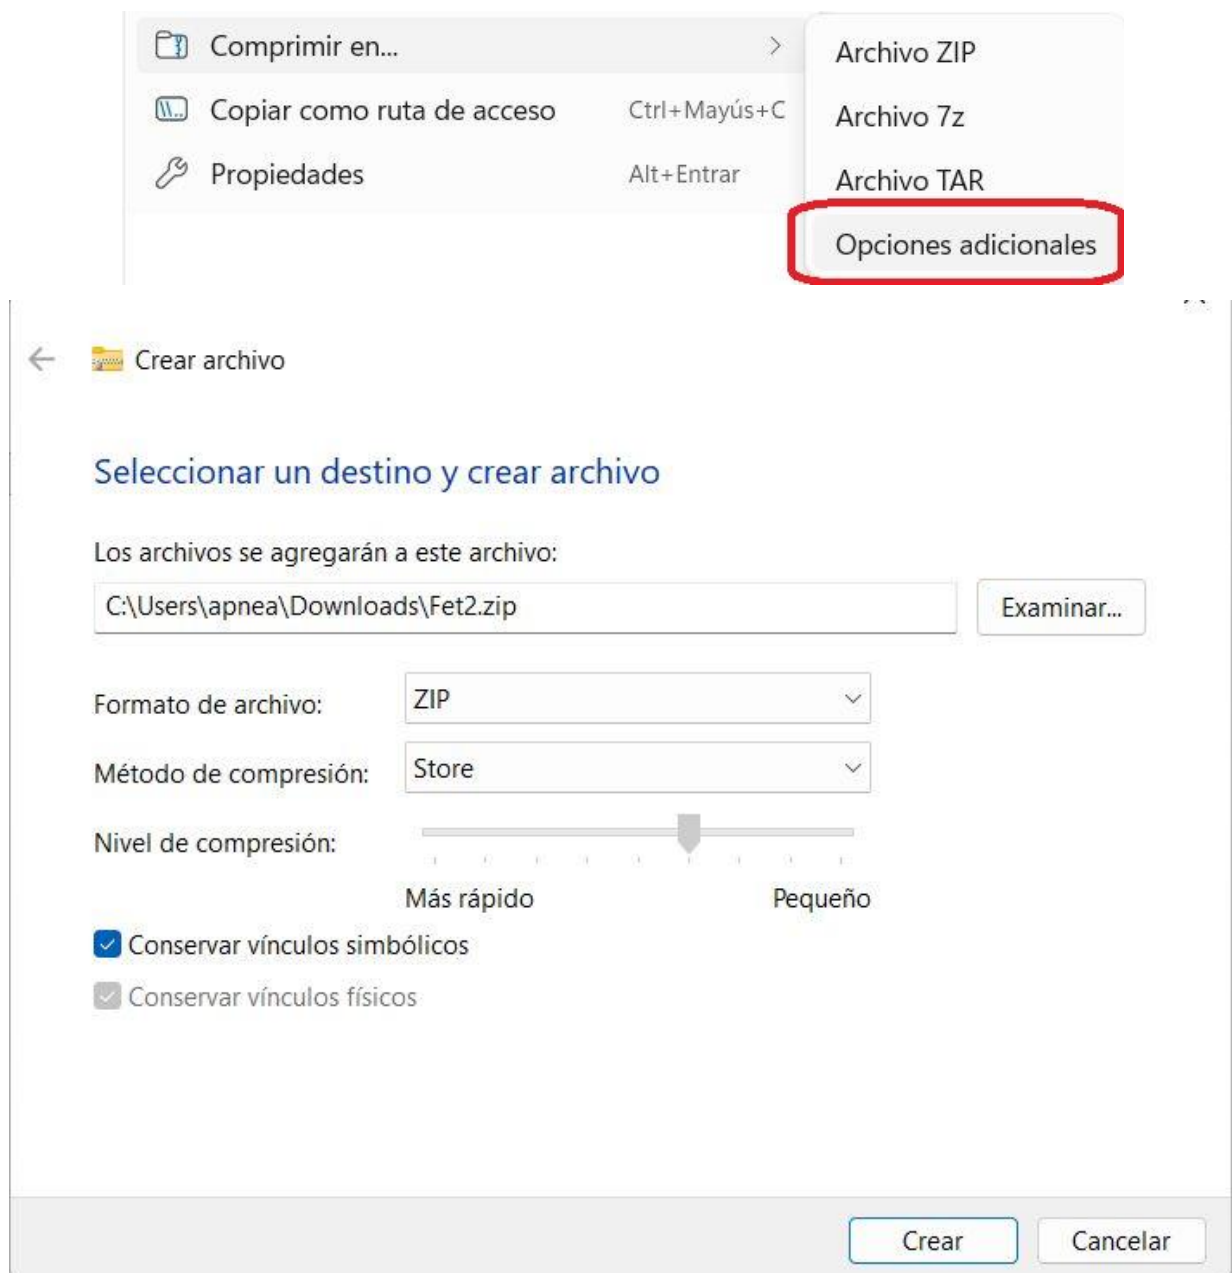 Comprimir en...
Copiar como ruta de acceso Ctrl+Mayús+C
Propiedades Alt+Entrar
Archivo ZIP
Archivo 7z
Archivo TAR
Opciones adicionales
Crear archivo
Seleccionar un destino y crear archivo
Los archivos se agregarán a este archivo:
C:\Users\apnea\Downloads\Fet2.zip Examinar...
Formato de archivo: ZIP
Método de compresión: Store
Nivel de compresión:
Más rápido Pequeño
Conservar vínculos simbólicos
Conservar vínculos físicos
Crear Cancelar